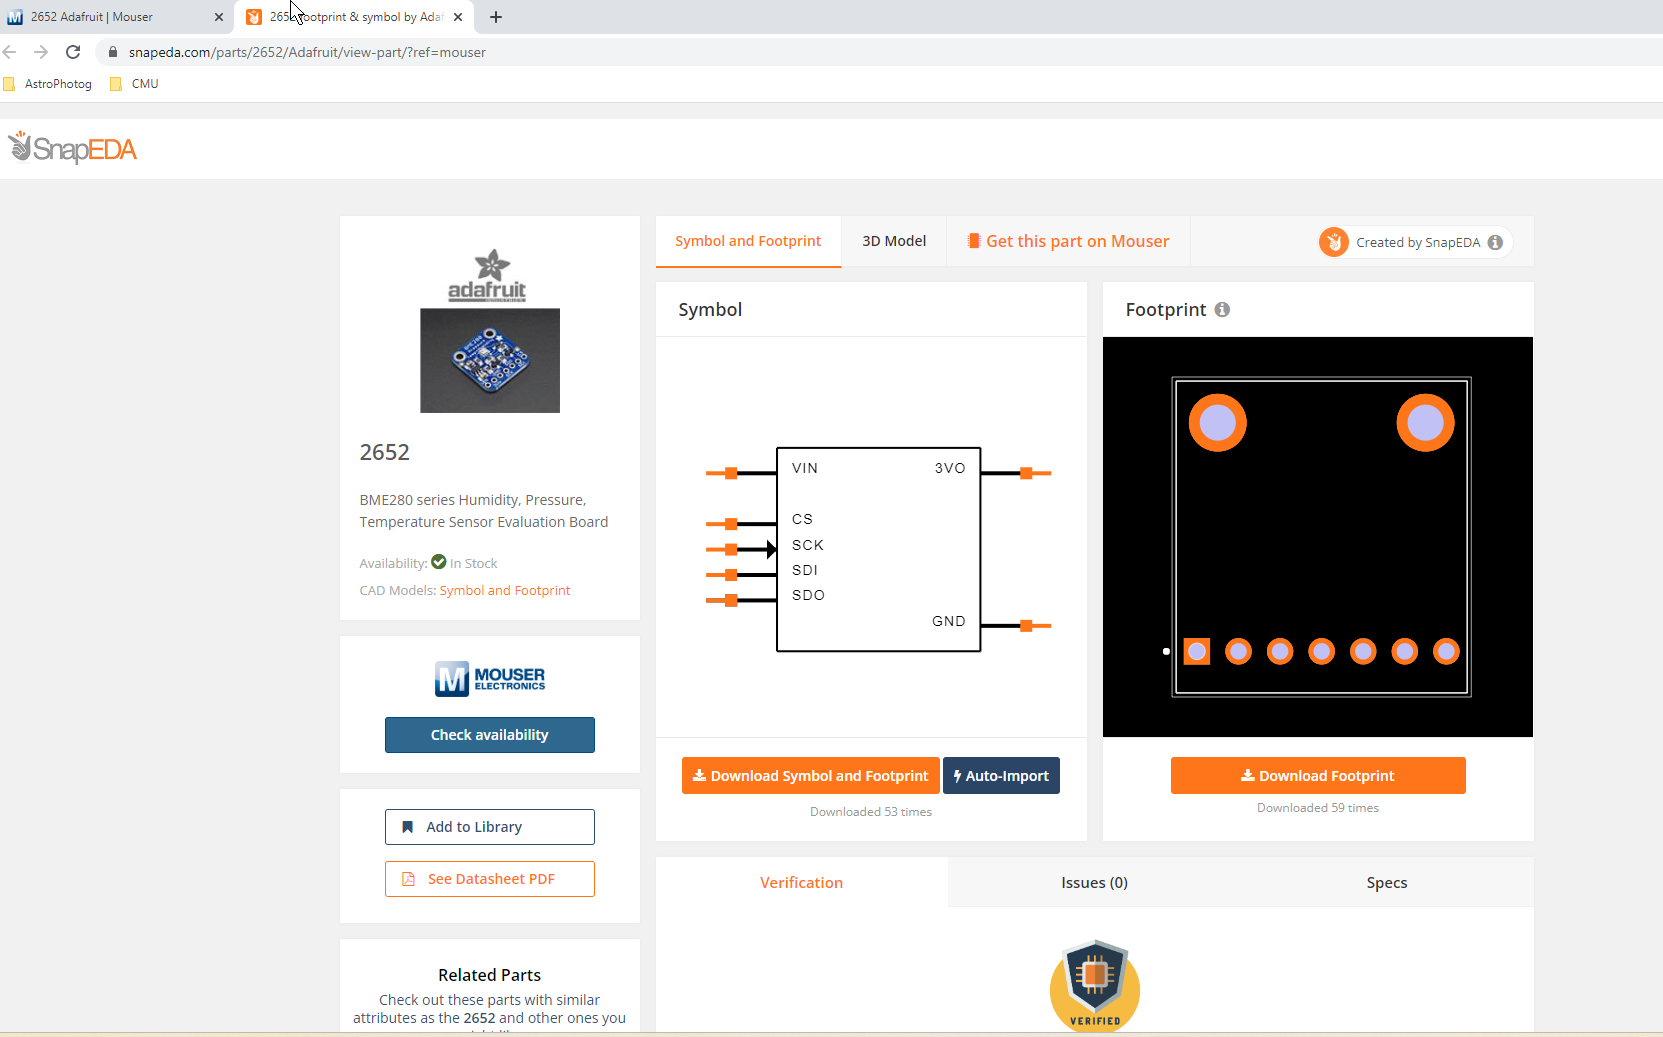 2652 Adafruit | Mouser
footprint & symbol by Ada
snapeda.com/parts/2652/Adafruit/view-part/?ref=mouser
AstroPhotog
CMU
SnapEDA
adafruit
BME280
2652
BME280 series Humidity, Pressure,
Temperature Sensor Evaluation Board
Availability: In Stock
CAD Models: Symbol and Footprint
M MOUSER
ELECTRONICS
Check availability
Add to Library
See Datasheet PDF
Related Parts
Check out these parts with similar
attributes as the 2652 and other ones you
Symbol and Footprint
3D Model
Get this part on Mouser
Created by SnapEDA
Symbol
VIN
3VO
CS
SCK
SDI
SDO
GND
Download Symbol and Footprint
Auto-Import
Downloaded 53 times
Footprint
Download Footprint
Downloaded 59 times
Verification
Issues (0)
Specs
VERIFIED